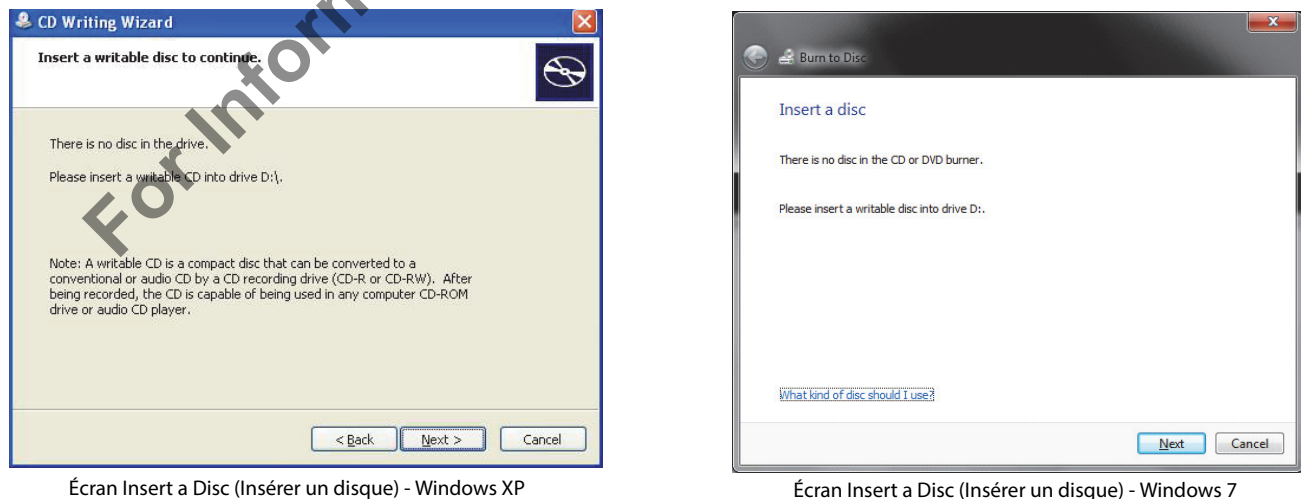 CD Writing Wizard
Insert a writable disc to continue.
There is no disc in the drive.
Please insert a writable CD into drive D:\.
Note: A writable CD is a compact disc that can be converted to a
conventional or audio CD by a CD recording drive (CD-R or CD-RW). After
being recorded, the CD is capable of being used in any computer CD-ROM
drive or audio CD player.
< Back
Next >
Cancel
For Inform
Écran Insert a Disc (Insérer un disque) - Windows XP
Burn to Disc
Insert a disc
There is no disc in the CD or DVD burner.
Please insert a writable disc into drive D:.
What kind of disc should I use?
Next
Cancel
Écran Insert a Disc (Insérer un disque) - Windows 7